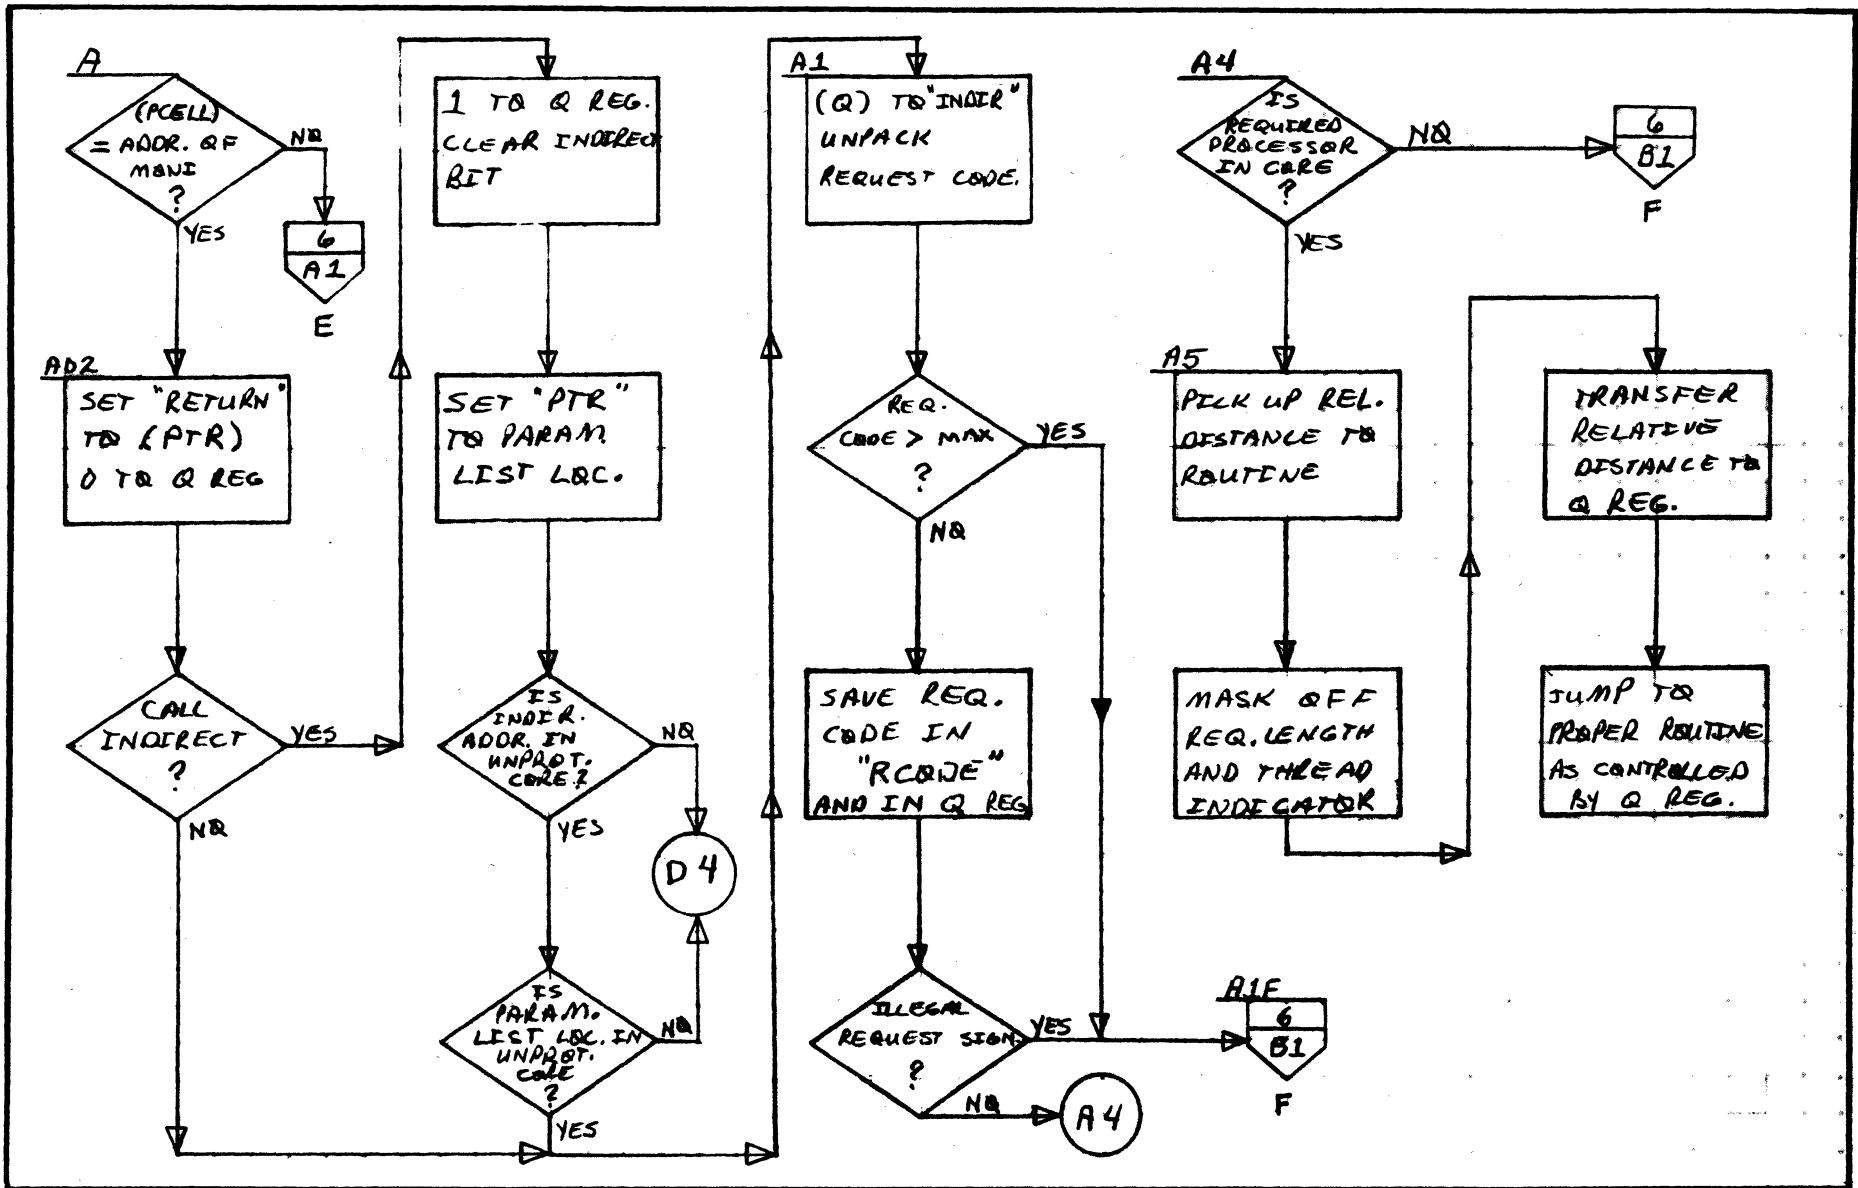 A
(PCELL)
= ADDR. OF
MONI
?
NO
YES
6
A1
E
AD2
SET "RETURN"
TO (PTR)
0 TO Q REG
CALL
INDIRECT
?
YES
NO
1 TO Q REG.
CLEAR INDIRECT
BIT
SET "PTR"
TO PARAM.
LIST LOC.
IS
INDIR.
ADDR. IN
UNPROT.
CORE?
NO
YES
D4
IS
PARAM.
LIST LOC. IN
UNPROT.
CORE
?
NO
YES
A1
(Q) TO "INDIR"
UNPACK
REQUEST CODE.
REQ.
CODE > MAX
?
YES
NO
SAVE REQ.
CODE IN
"RCODE"
AND IN Q REG
ILLEGAL
REQUEST SIGN.
?
YES
NO
A4
A1F
6
B1
F
A4
IS
REQUIRED
PROCESSOR
IN CORE
?
NO
YES
6
B1
F
A5
PICK UP REL.
DISTANCE TO
ROUTINE
MASK OFF
REQ. LENGTH
AND THREAD
INDICATOR
TRANSFER
RELATIVE
DISTANCE TO
Q REG.
JUMP TO
PROPER ROUTINE
AS CONTROLLED
BY Q REG.